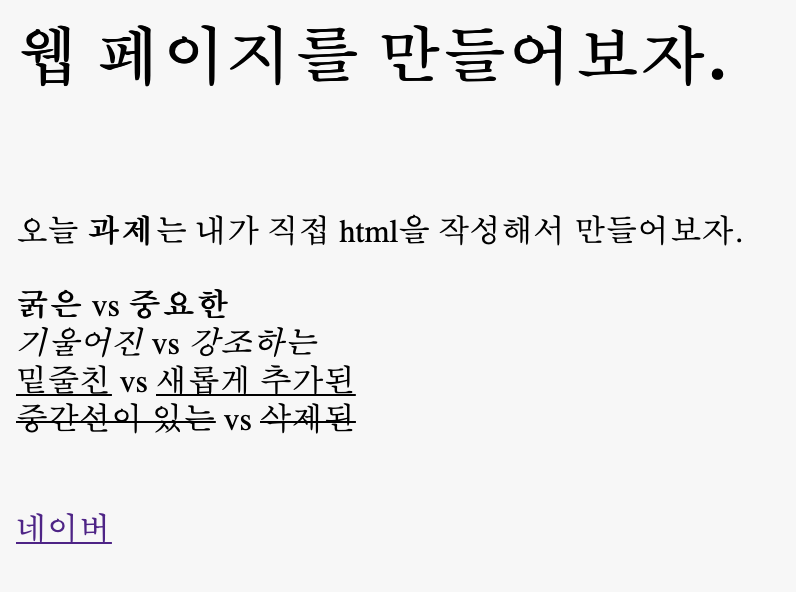 웹 페이지를 만들어보자.
오늘 과제는 내가 직접 html을 작성해서 만들어보자.
굵은 vs 중요한
기울어진 vs 강조하는
밑줄친 vs 새롭게 추가된
중간선이 있는 vs 삭제된
네이버